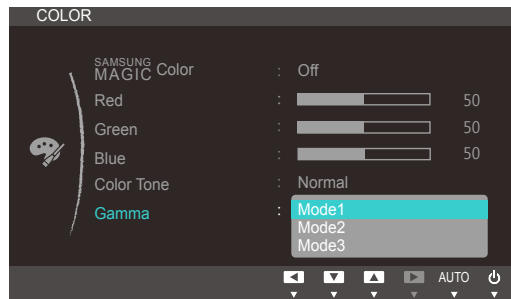 COLOR
SAMSUNG MAGIC Color : Off
Red : 50
Green : 50
Blue : 50
Color Tone : Normal
Gamma : Mode1
Mode2
Mode3
AUTO